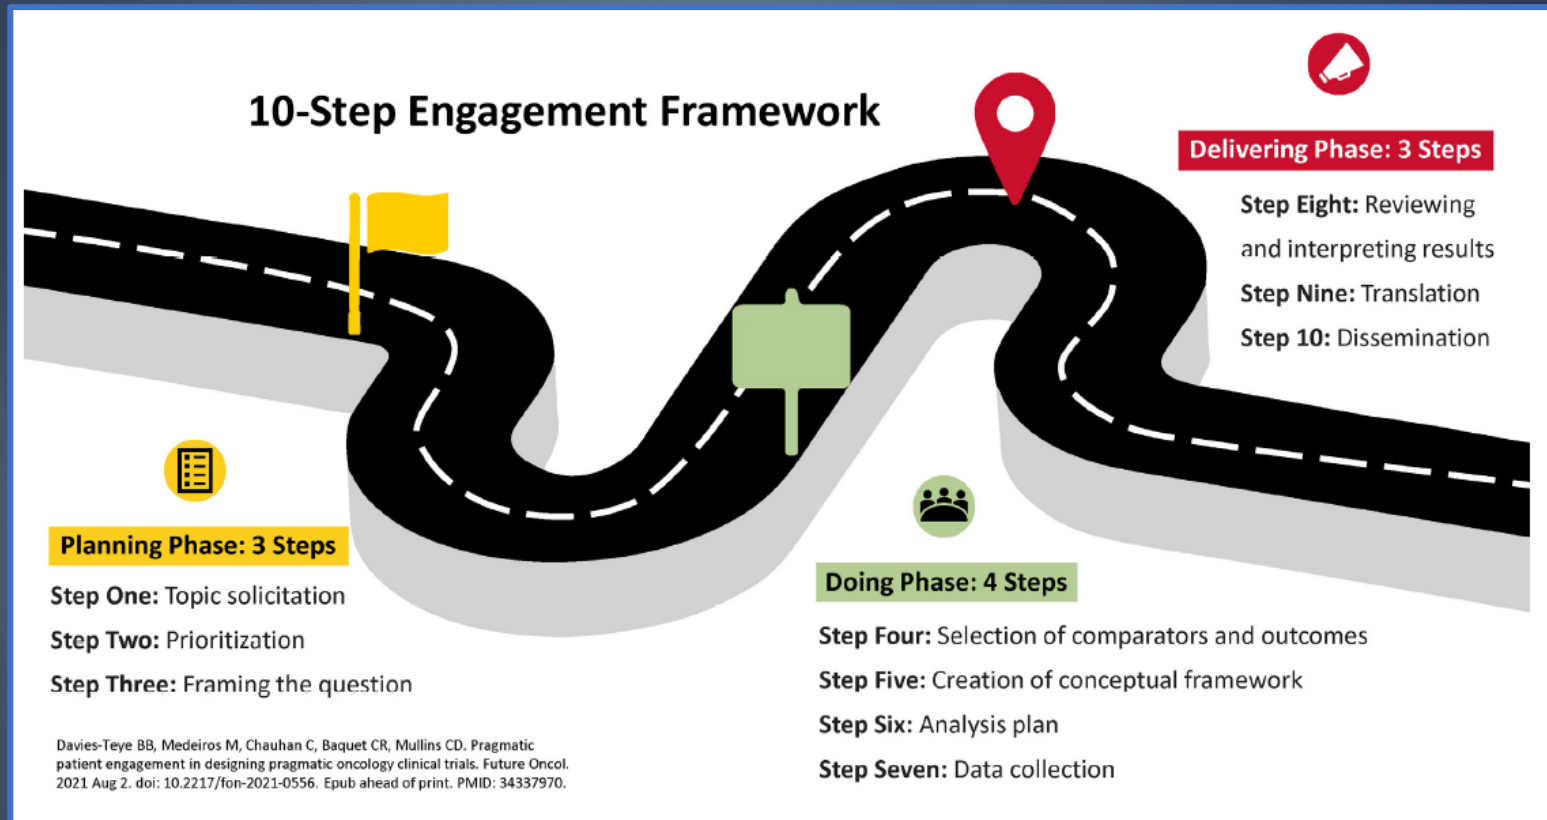 10-Step Engagement Framework
Planning Phase: 3 Steps
Step One: Topic solicitation
Step Two: Prioritization
Step Three: Framing the question
Doing Phase: 4 Steps
Step Four: Selection of comparators and outcomes
Step Five: Creation of conceptual framework
Step Six: Analysis plan
Step Seven: Data collection
Delivering Phase: 3 Steps
Step Eight: Reviewing
and interpreting results
Step Nine: Translation
Step 10: Dissemination
Davies-Teye BB, Medeiros M, Chauhan C, Baquet CR, Mullins CD. Pragmatic
patient engagement in designing pragmatic oncology clinical trials. Future Oncol.
2021 Aug 2. doi: 10.2217/fon-2021-0556. Epub ahead of print. PMID: 34337970.